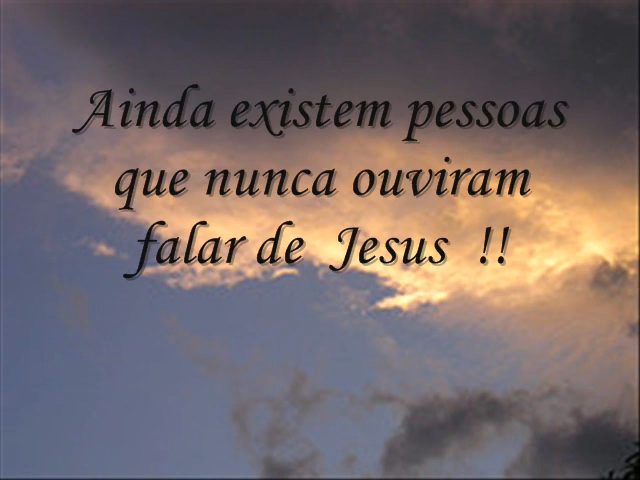 Ainda existem pessoas
que nunca ouviram
falar de Jesus !!